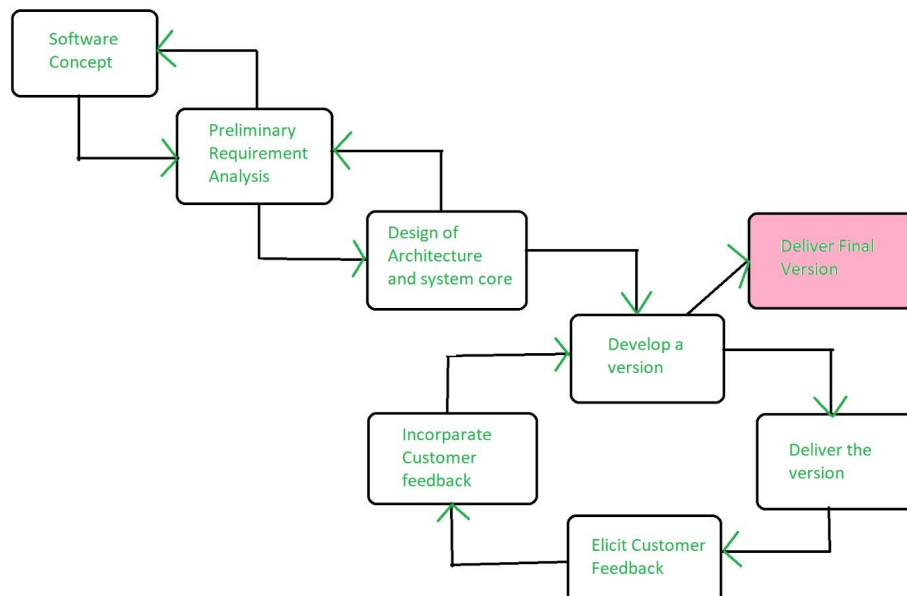 Software
Concept
Preliminary
Requirement
Analysis
Design of
Architecture
and system core
Deliver Final
Version
Develop a
version
Incorparate
Customer
feedback
Deliver the
version
Elicit Customer
Feedback